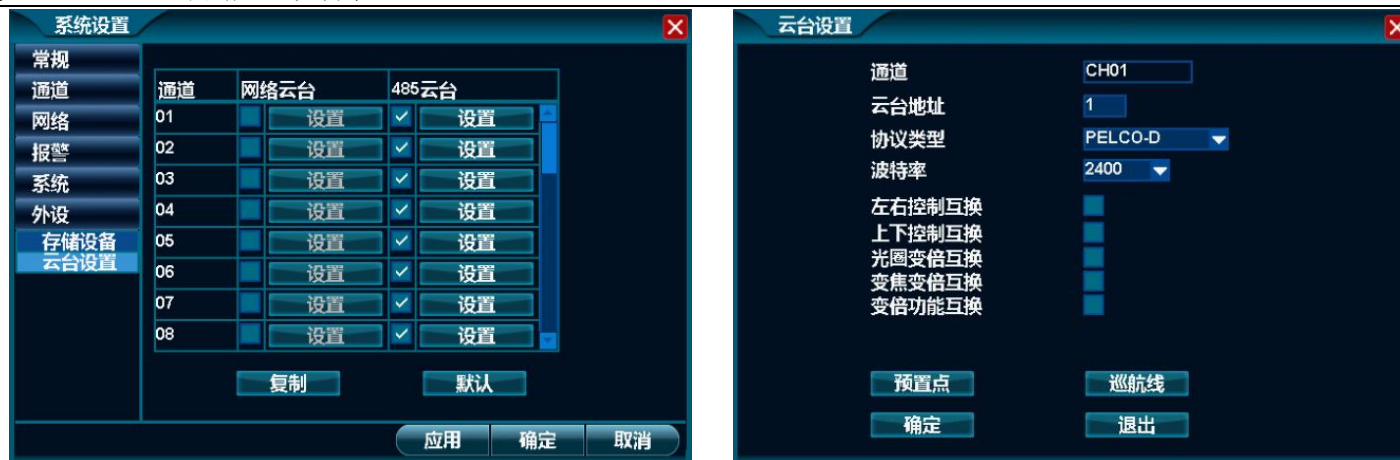 系统设置
常规
通道
网络
报警
系统
外设
存储设备
云台设置
通道 网络云台 485云台
01 设置 设置
02 设置 设置
03 设置 设置
04 设置 设置
05 设置 设置
06 设置 设置
07 设置 设置
08 设置 设置
复制 默认
应用 确定 取消
云台设置
通道 CH01
云台地址 1
协议类型 PELCO-D
波特率 2400
左右控制互换
上下控制互换
光圈变倍互换
变焦变倍互换
变倍功能互换
预置点 巡航线
确定 退出